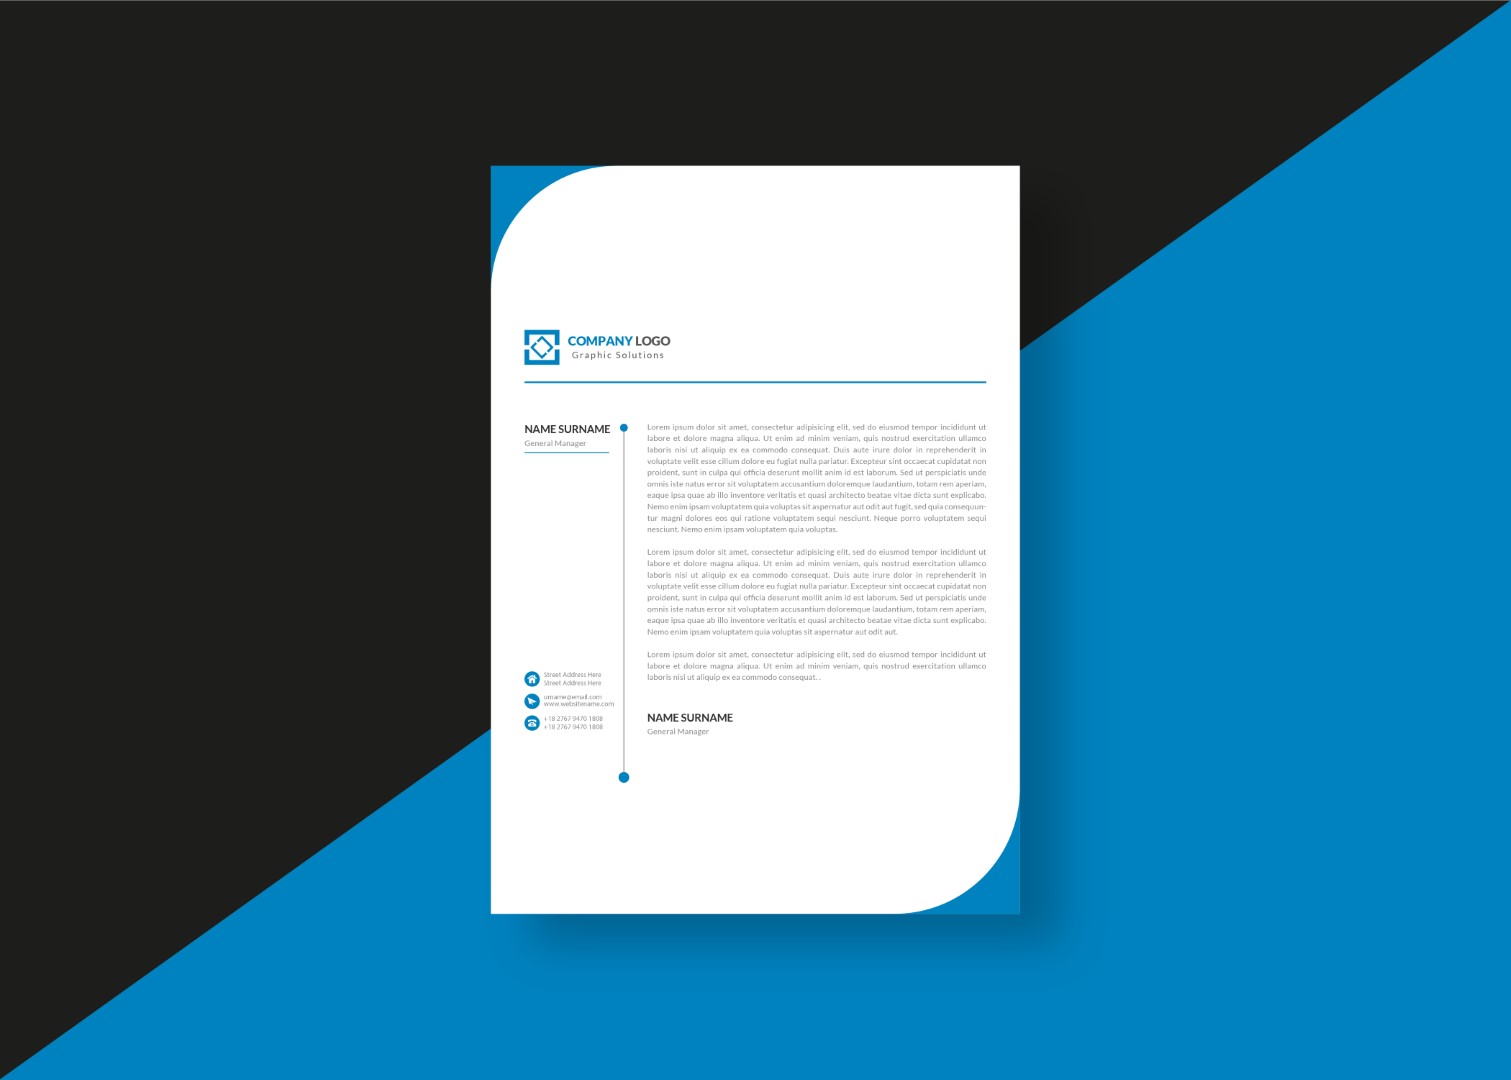 COMPANY LOGO
Graphic Solutions
NAME SURNAME
General Manager
Lorem ipsum dolor sit amet, consectetur adipisicing elit, sed do eiusmod tempor incididunt ut
labore et dolore magna aliqua. Ut enim ad minim veniam, quis nostrud exercitation ullamco
laboris nisi ut aliquip ex ea commodo consequat. Duis aute irure dolor in reprehenderit in
voluptate velit esse cillum dolore eu fugiat nulla pariatur. Excepteur sint occaecat cupidatat non
proident, sunt in culpa qui officia deserunt mollit anim id est laborum. Sed ut perspiciatis unde
omnis iste natus error sit voluptatem accusantium doloremque laudantium, totam rem aperiam,
eaque ipsa quae ab illo inventore veritatis et quasi architecto beatae vitae dicta sunt explicabo.
Nemo enim ipsam voluptatem quia voluptas sit aspernatur aut odit aut fugit, sed quia consequun-
tur magni dolores eos qui ratione voluptatem sequi nesciunt. Neque porro voluptatem sequi
nesciunt. Nemo enim ipsam voluptatem quia voluptas.
Lorem ipsum dolor sit amet, consectetur adipisicing elit, sed do eiusmod tempor incididunt ut
labore et dolore magna aliqua. Ut enim ad minim veniam, quis nostrud exercitation ullamco
laboris nisi ut aliquip ex ea commodo consequat. Duis aute irure dolor in reprehenderit in
voluptate velit esse cillum dolore eu fugiat nulla pariatur. Excepteur sint occaecat cupidatat non
proident, sunt in culpa qui officia deserunt mollit anim id est laborum. Sed ut perspiciatis unde
omnis iste natus error sit voluptatem accusantium doloremque laudantium, totam rem aperiam,
eaque ipsa quae ab illo inventore veritatis et quasi architecto beatae vitae dicta sunt explicabo.
Nemo enim ipsam voluptatem quia voluptas sit aspernatur aut odit aut.
Lorem ipsum dolor sit amet, consectetur adipisicing elit, sed do eiusmod tempor incididunt ut
labore et dolore magna aliqua. Ut enim ad minim veniam, quis nostrud exercitation ullamco
laboris nisi ut aliquip ex ea commodo consequat. .
NAME SURNAME
General Manager
Street Address Here
Street Address Here
urname@email.com
www.websitename.com
+18 2767 9470 1808
+18 2767 9470 1808